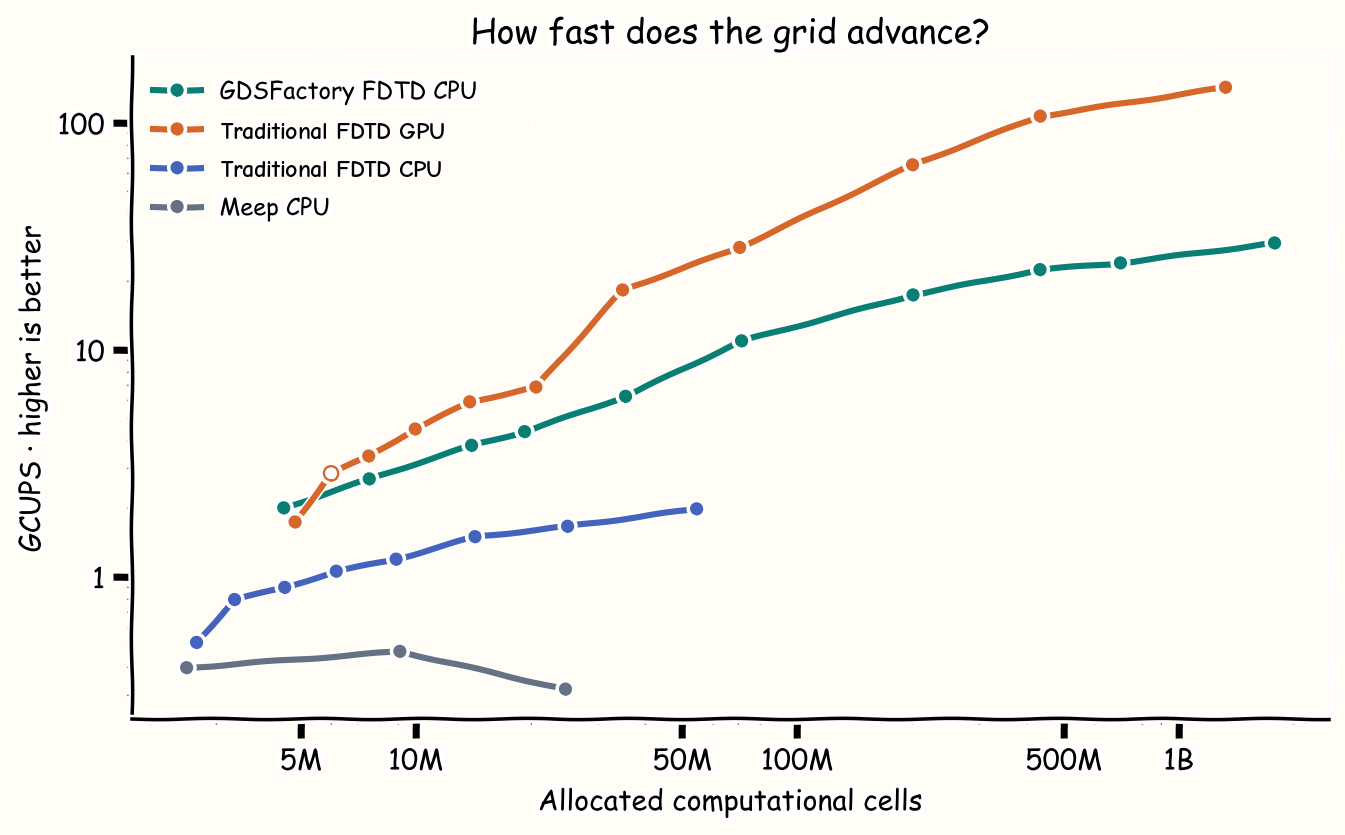 How fast does the grid advance?
GDSFactory FDTD CPU
Traditional FDTD GPU
Traditional FDTD CPU
Meep CPU
GCUPS · higher is better
100
10
1
5M
10M
50M
100M
500M
1B
Allocated computational cells